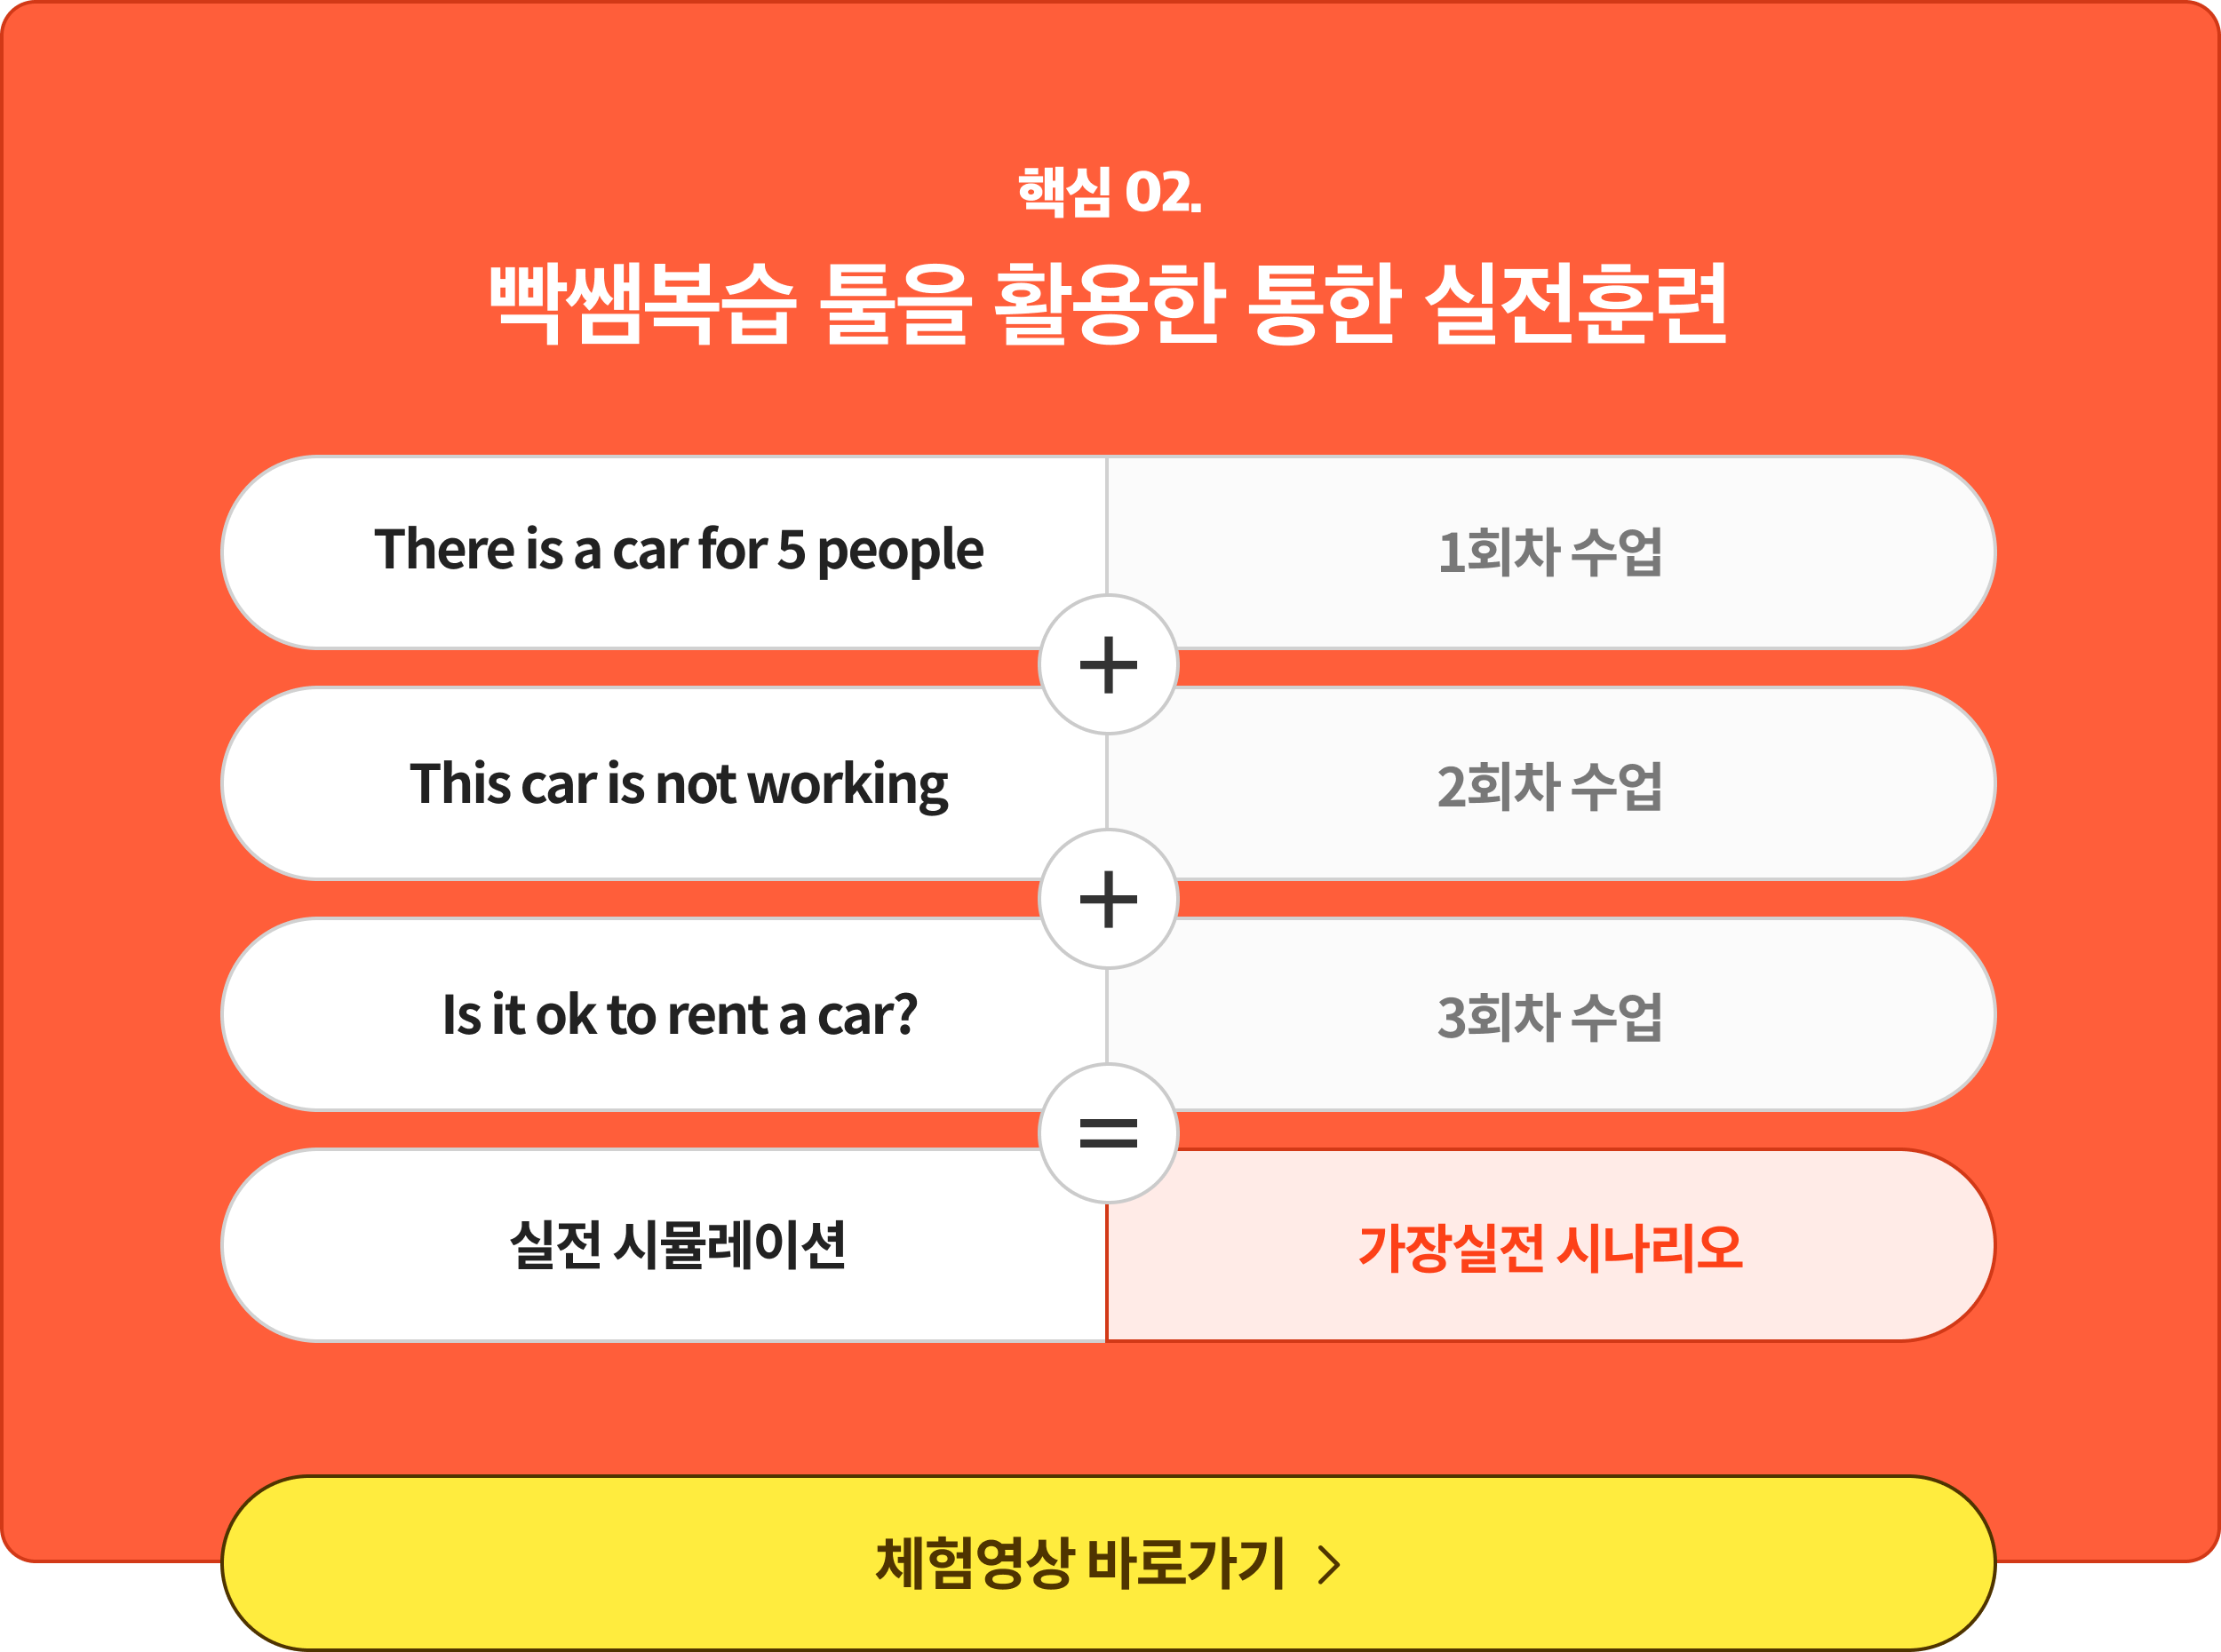 핵심 02.
백뱀복습 툴을 활용한 통한 실전훈련
There is a car for 5 people
1회차 수업
+
This car is not working
2회차 수업
+
Is it ok to rent a car?
3회차 수업
=
실전 시뮬레이션
가장실전 시나리오
체험영상 바로가기 >